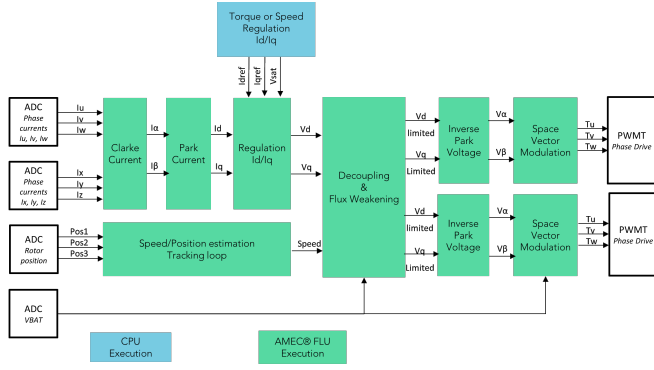 Torque or Speed
Regulation
Id/Iq
Idref
Iqref
Vsat
ADC
Phase
currents
Iu, Iv, Iw
Iu
Iv
Iw
ADC
Phase
currents
Ix, Iy, Iz
Ix
Iy
Iz
Clarke
Current
Iα
Iβ
Park
Current
Id
Iq
Regulation
Id/Iq
Vd
Vq
Decoupling
&
Flux Weakening
Vd
limited
Vq
Limited
Inverse
Park
Voltage
Vα
Vβ
Space
Vector
Modulation
Tu
Tv
Tw
PWMT
Phase Drive
ADC
Rotor
position
Pos1
Pos2
Pos3
Speed/Position estimation
Tracking loop
Speed
Vd
limited
Vq
Limited
Inverse
Park
Voltage
Vα
Vβ
Space
Vector
Modulation
Tu
Tv
Tw
PWMT
Phase Drive
ADC
VBAT
CPU
Execution
AMEC® FLU
Execution